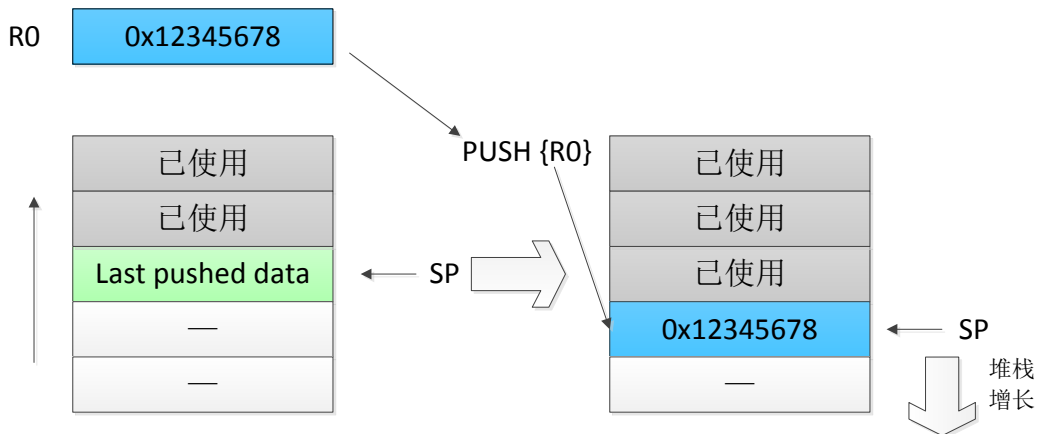 R0 0x12345678
已使用 PUSH {R0} 已使用
已使用 已使用
Last pushed data SP 已使用
— 0x12345678 SP
— —
堆栈
增长